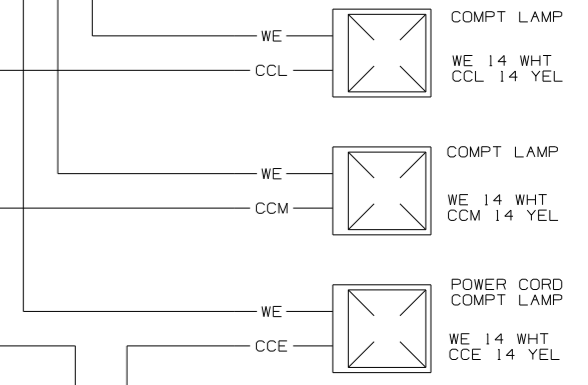 COMPT LAMP
WE
WE 14 WHT
CCL
CCL 14 YEL
COMPT LAMP
WE
WE 14 WHT
CCM
CCM 14 YEL
POWER CORD
COMPT LAMP
WE
WE 14 WHT
CCE
CCE 14 YEL